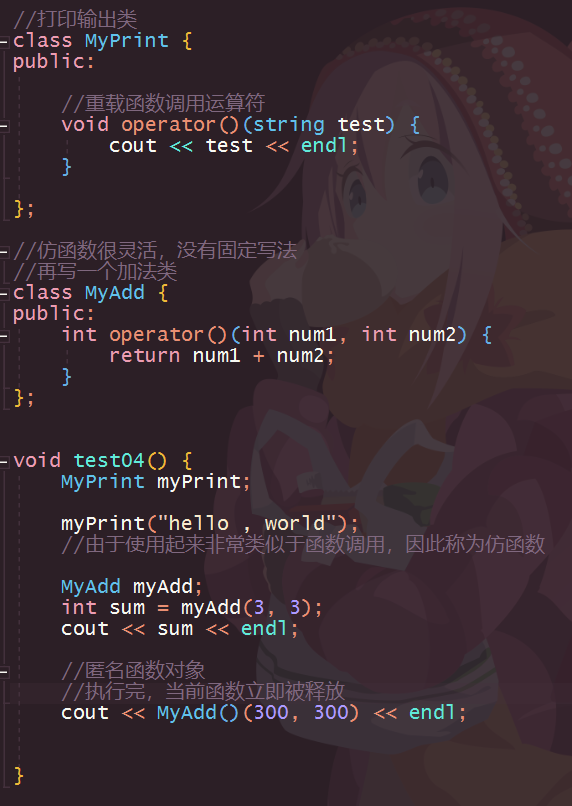 //打印输出类
class MyPrint {
public:
//重载函数调用运算符
void operator()(string test) {
cout << test << endl;
}
};
//仿函数很灵活，没有固定写法
//再写一个加法类
class MyAdd {
public:
int operator()(int num1, int num2) {
return num1 + num2;
}
};
void test04() {
MyPrint myPrint;
myPrint("hello , world");
//由于使用起来非常类似于函数调用，因此称为仿函数
MyAdd myAdd;
int sum = myAdd(3, 3);
cout << sum << endl;
//匿名函数对象
//执行完，当前函数立即被释放
cout << MyAdd()(300, 300) << endl;
}